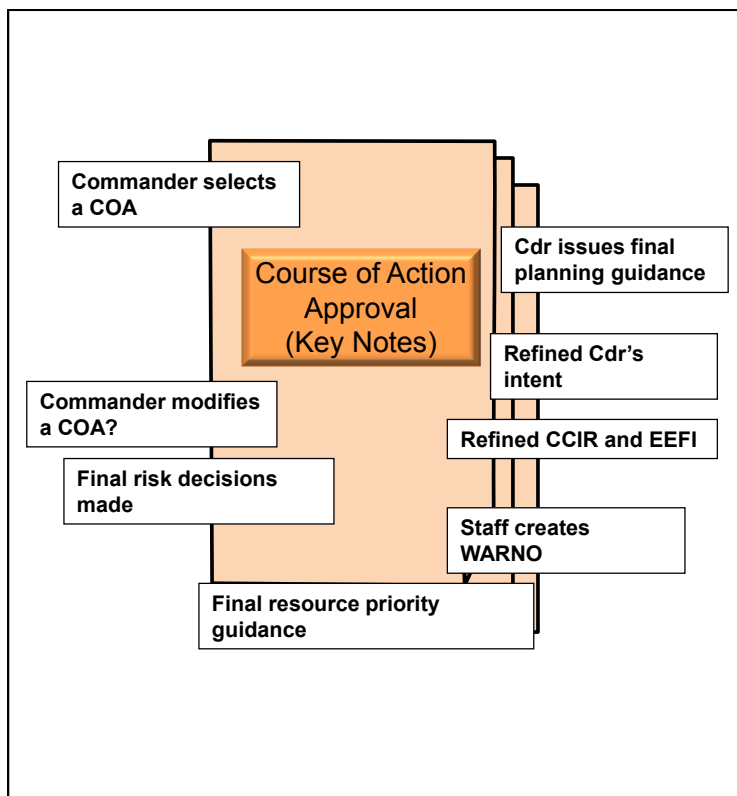 Commander selects
a COA
Cdr issues final
planning guidance
Course of Action
Approval
(Key Notes)
Refined Cdr’s
intent
Commander modifies
a COA?
Refined CCIR and EEFI
Final risk decisions
made
Staff creates
WARNO
Final resource priority
guidance